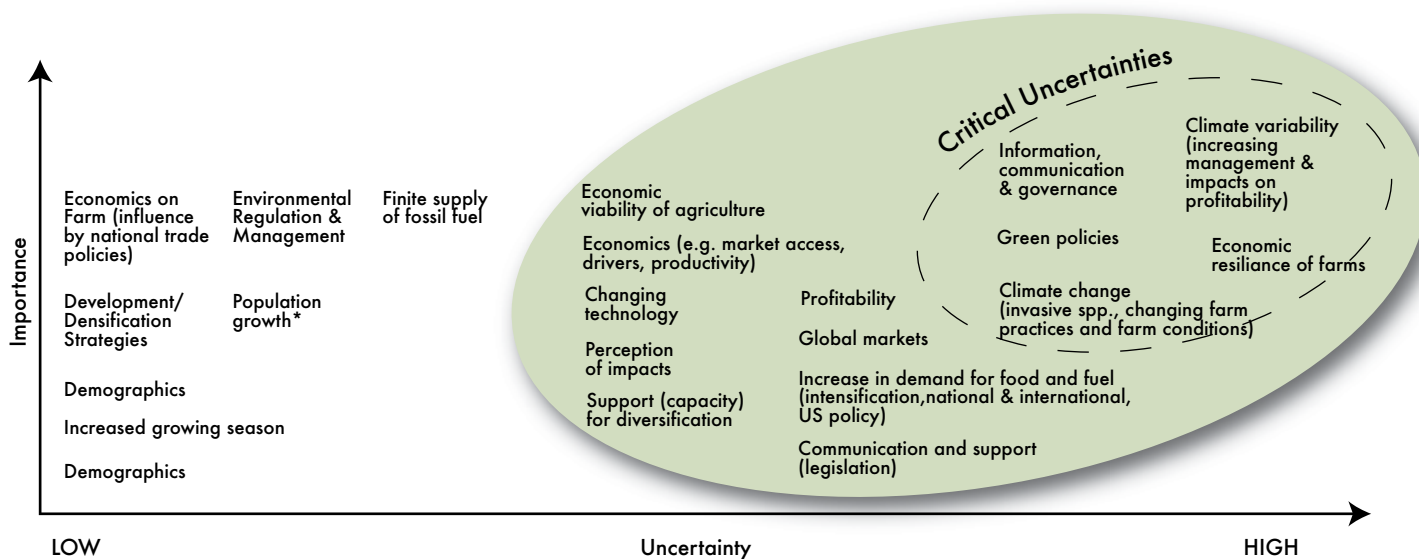 Critical Uncertainties
Importance
Economics on
Farm (influence
by national trade
policies)
Environmental
Regulation &
Management
Finite supply
of fossil fuel
Development/
Densification
Strategies
Population
growth*
Demographics
Increased growing season
Demographics
Economic
viability of agriculture
Economics (e.g. market access,
drivers, productivity)
Changing
technology
Perception
of impacts
Support (capacity)
for diversification
Profitability
Global markets
Increase in demand for food and fuel
(intensification,national & international,
US policy)
Communication and support
(legislation)
Information,
communication
& governance
Green policies
Climate change
(invasive spp., changing farm
practices and farm conditions)
Climate variability
(increasing
management &
impacts on
profitability)
Economic
resiliance of farms
LOW
Uncertainty
HIGH